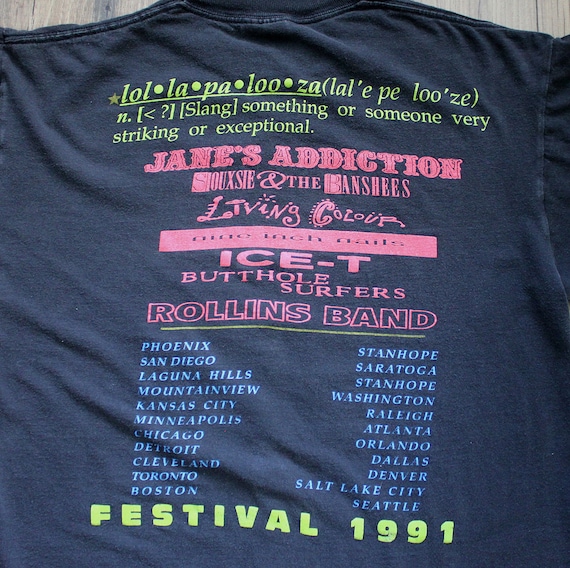 ★lol•la•pa•loo•za(lal'e pe loo'ze)
n. [< ?] [Slang] something or someone very
striking or exceptional.
JANE'S ADDICTION
SIOUXSIE & THE BANSHEES
LIVING COLOUR
nine inch nails
ICE-T
BUTTHOLE
SURFERS
ROLLINS BAND
PHOENIX
SAN DIEGO
LAGUNA HILLS
MOUNTAINVIEW
KANSAS CITY
MINNEAPOLIS
CHICAGO
DETROIT
CLEVELAND
TORONTO
BOSTON
STANHOPE
SARATOGA
STANHOPE
WASHINGTON
RALEIGH
ATLANTA
ORLANDO
DALLAS
DENVER
SALT LAKE CITY
SEATTLE
FESTIVAL 1991